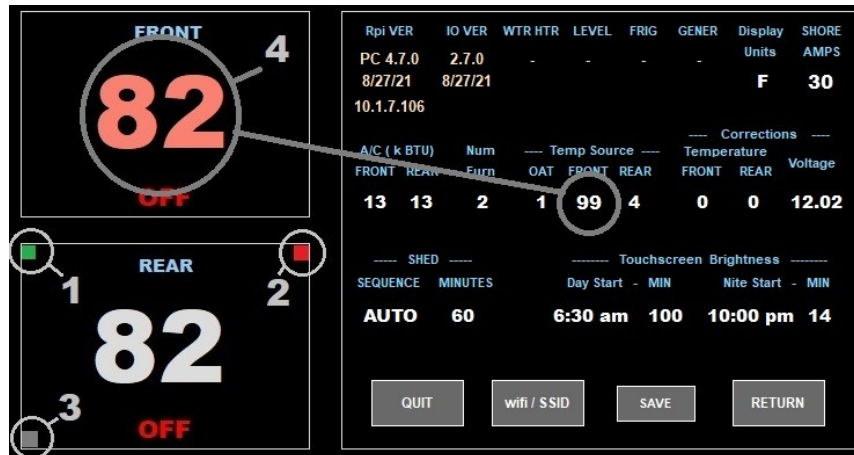 FRONT
4
82
OFF
1
2
REAR
82
3
OFF
Rpi VER IO VER WTR HTR LEVEL FRIG GENER Display Units SHORE AMPS
PC 4.7.0 2.7.0 - - - - F 30
8/27/21 8/27/21
10.1.7.106
---- Corrections ----
A/C ( k BTU) Num Furn ---- Temp Source ---- Temperature Voltage
FRONT REAR OAT FRONT REAR FRONT REAR
13 13 2 1 99 4 0 0 12.02
----- SHED ----- -------- Touchscreen Brightness --------
SEQUENCE MINUTES Day Start - MIN Nite Start - MIN
AUTO 60 6:30 am 100 10:00 pm 14
QUIT wifi / SSID SAVE RETURN